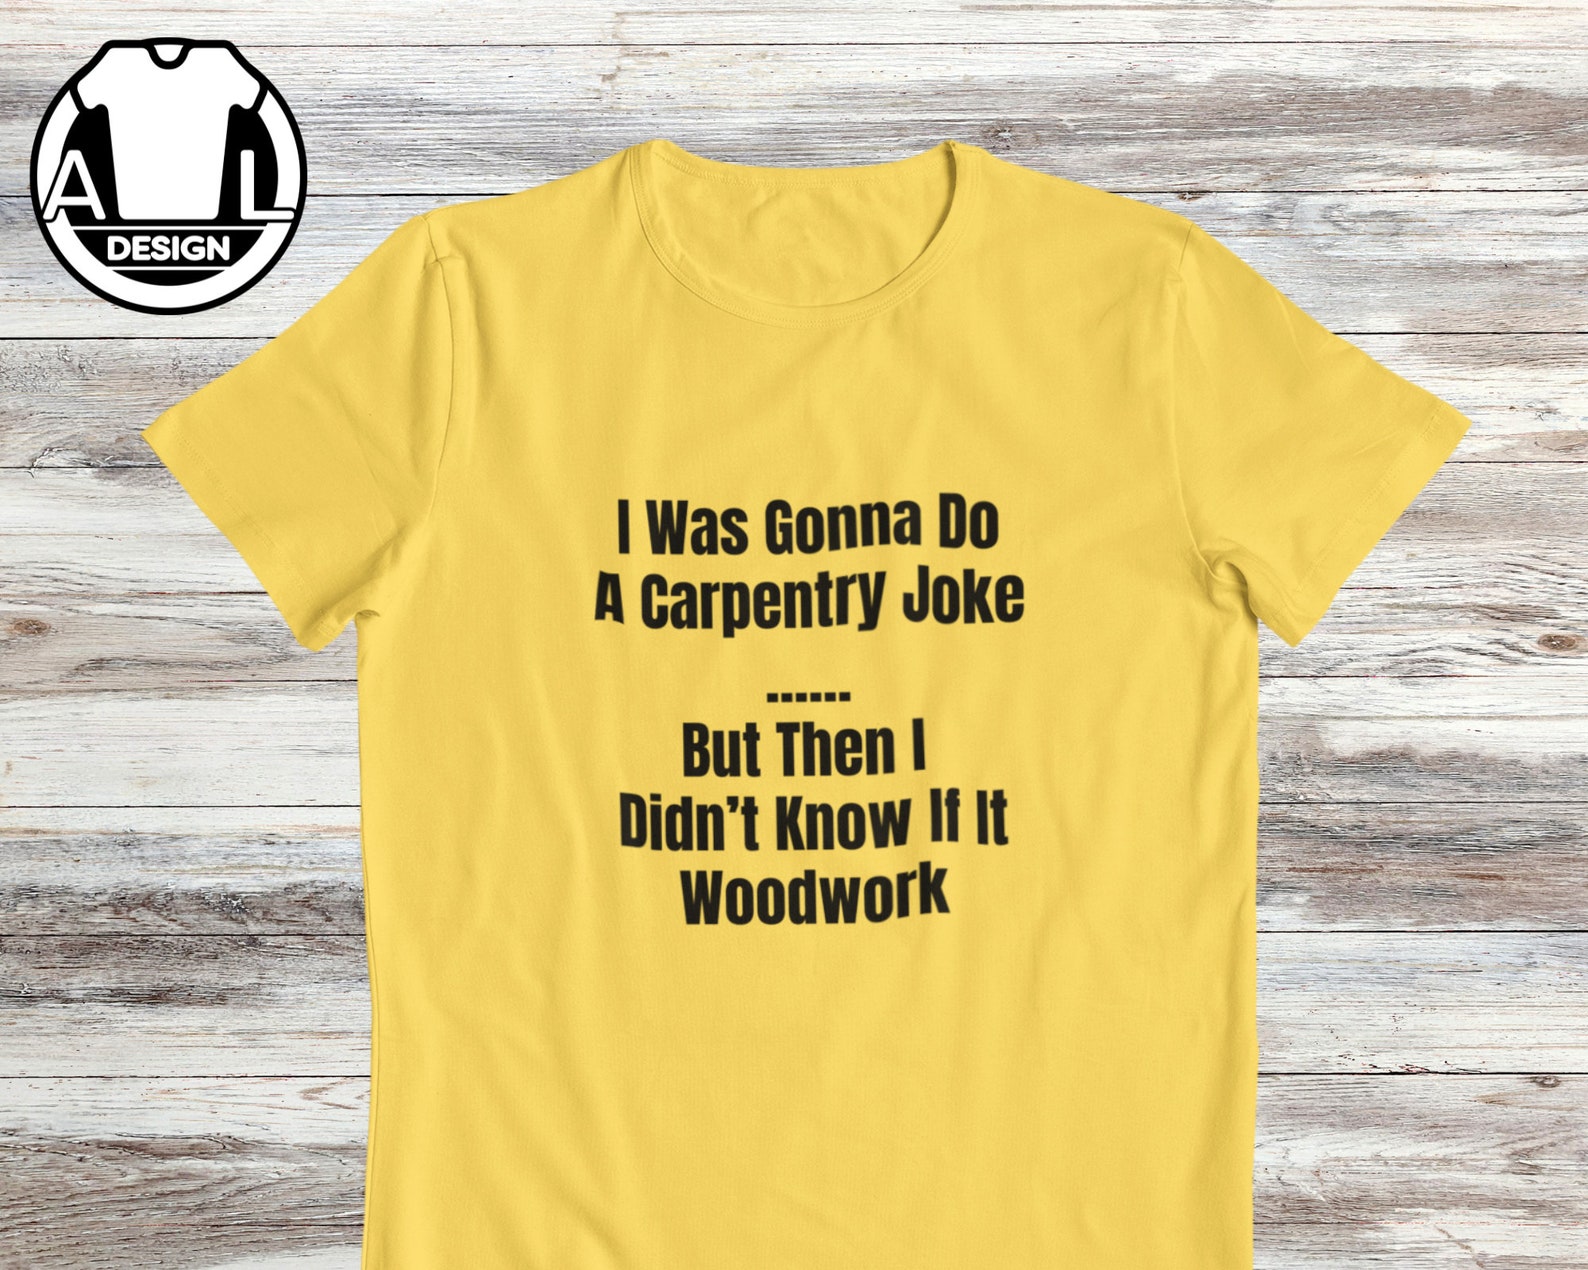 A L
DESIGN
I Was Gonna Do
A Carpentry Joke
......
But Then I
Didn’t Know If It
Woodwork